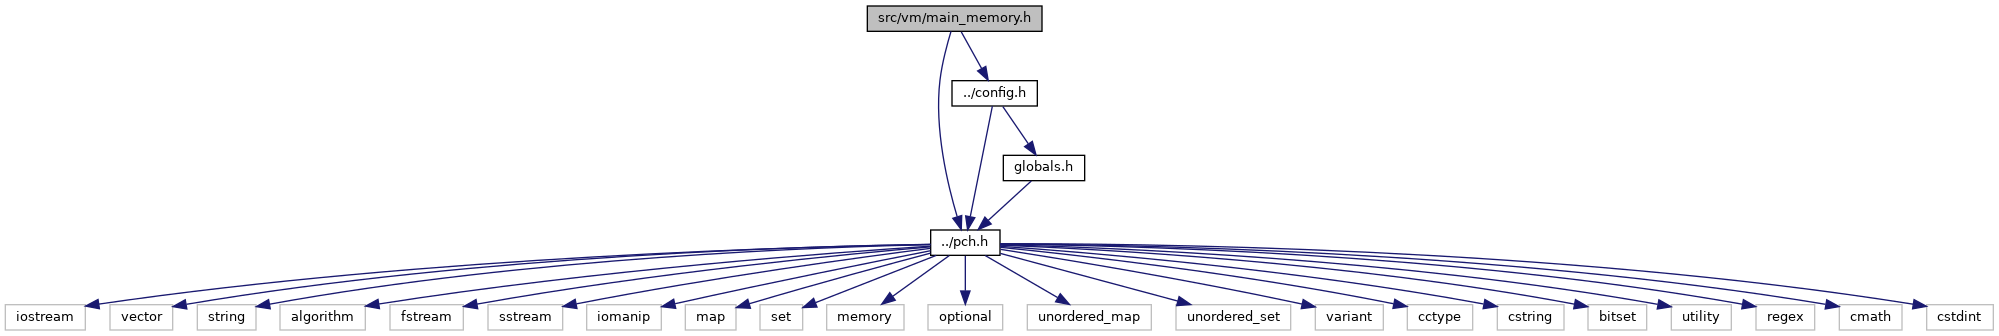 src/vm/main_memory.h
../config.h
globals.h
../pch.h
iostream
vector
string
algorithm
fstream
sstream
iomanip
map
set
memory
optional
unordered_map
unordered_set
variant
cctype
cstring
bitset
utility
regex
cmath
cstdint